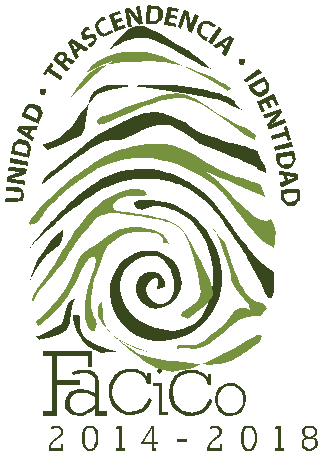 UNIDAD · TRASCENDENCIA · IDENTIDAD
FaCiCo
2014-2018